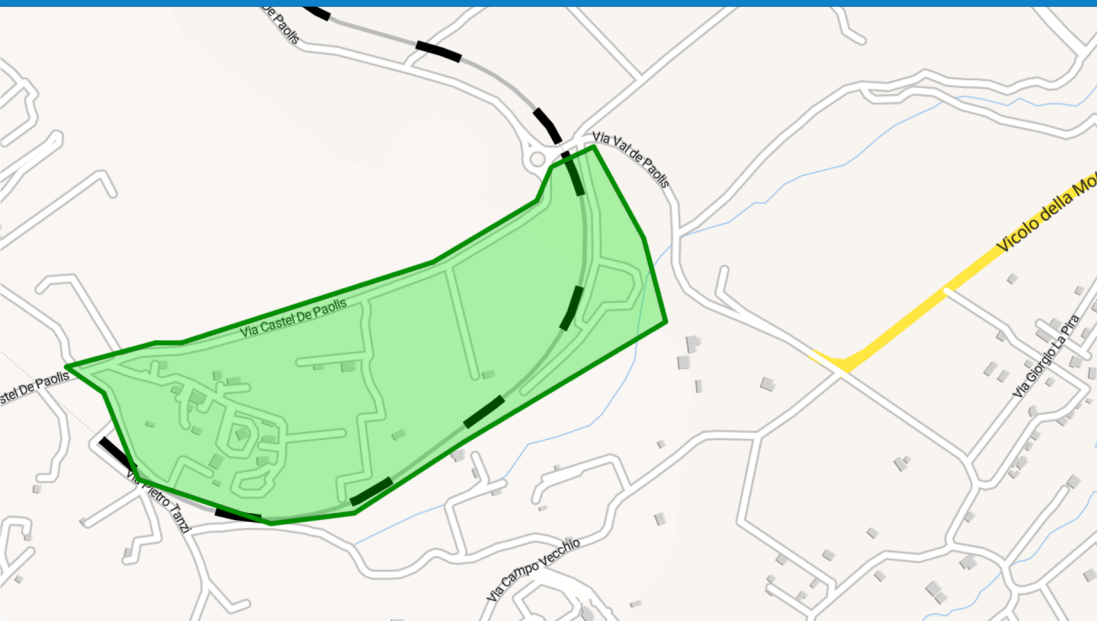 De Paolis
Via Val de Paolis
Vicolo della Mo
Via Castel De Paolis
stel De Paolis
Via Giorgio La Pira
Via Pietro Tanzi
Via Campo Vecchio